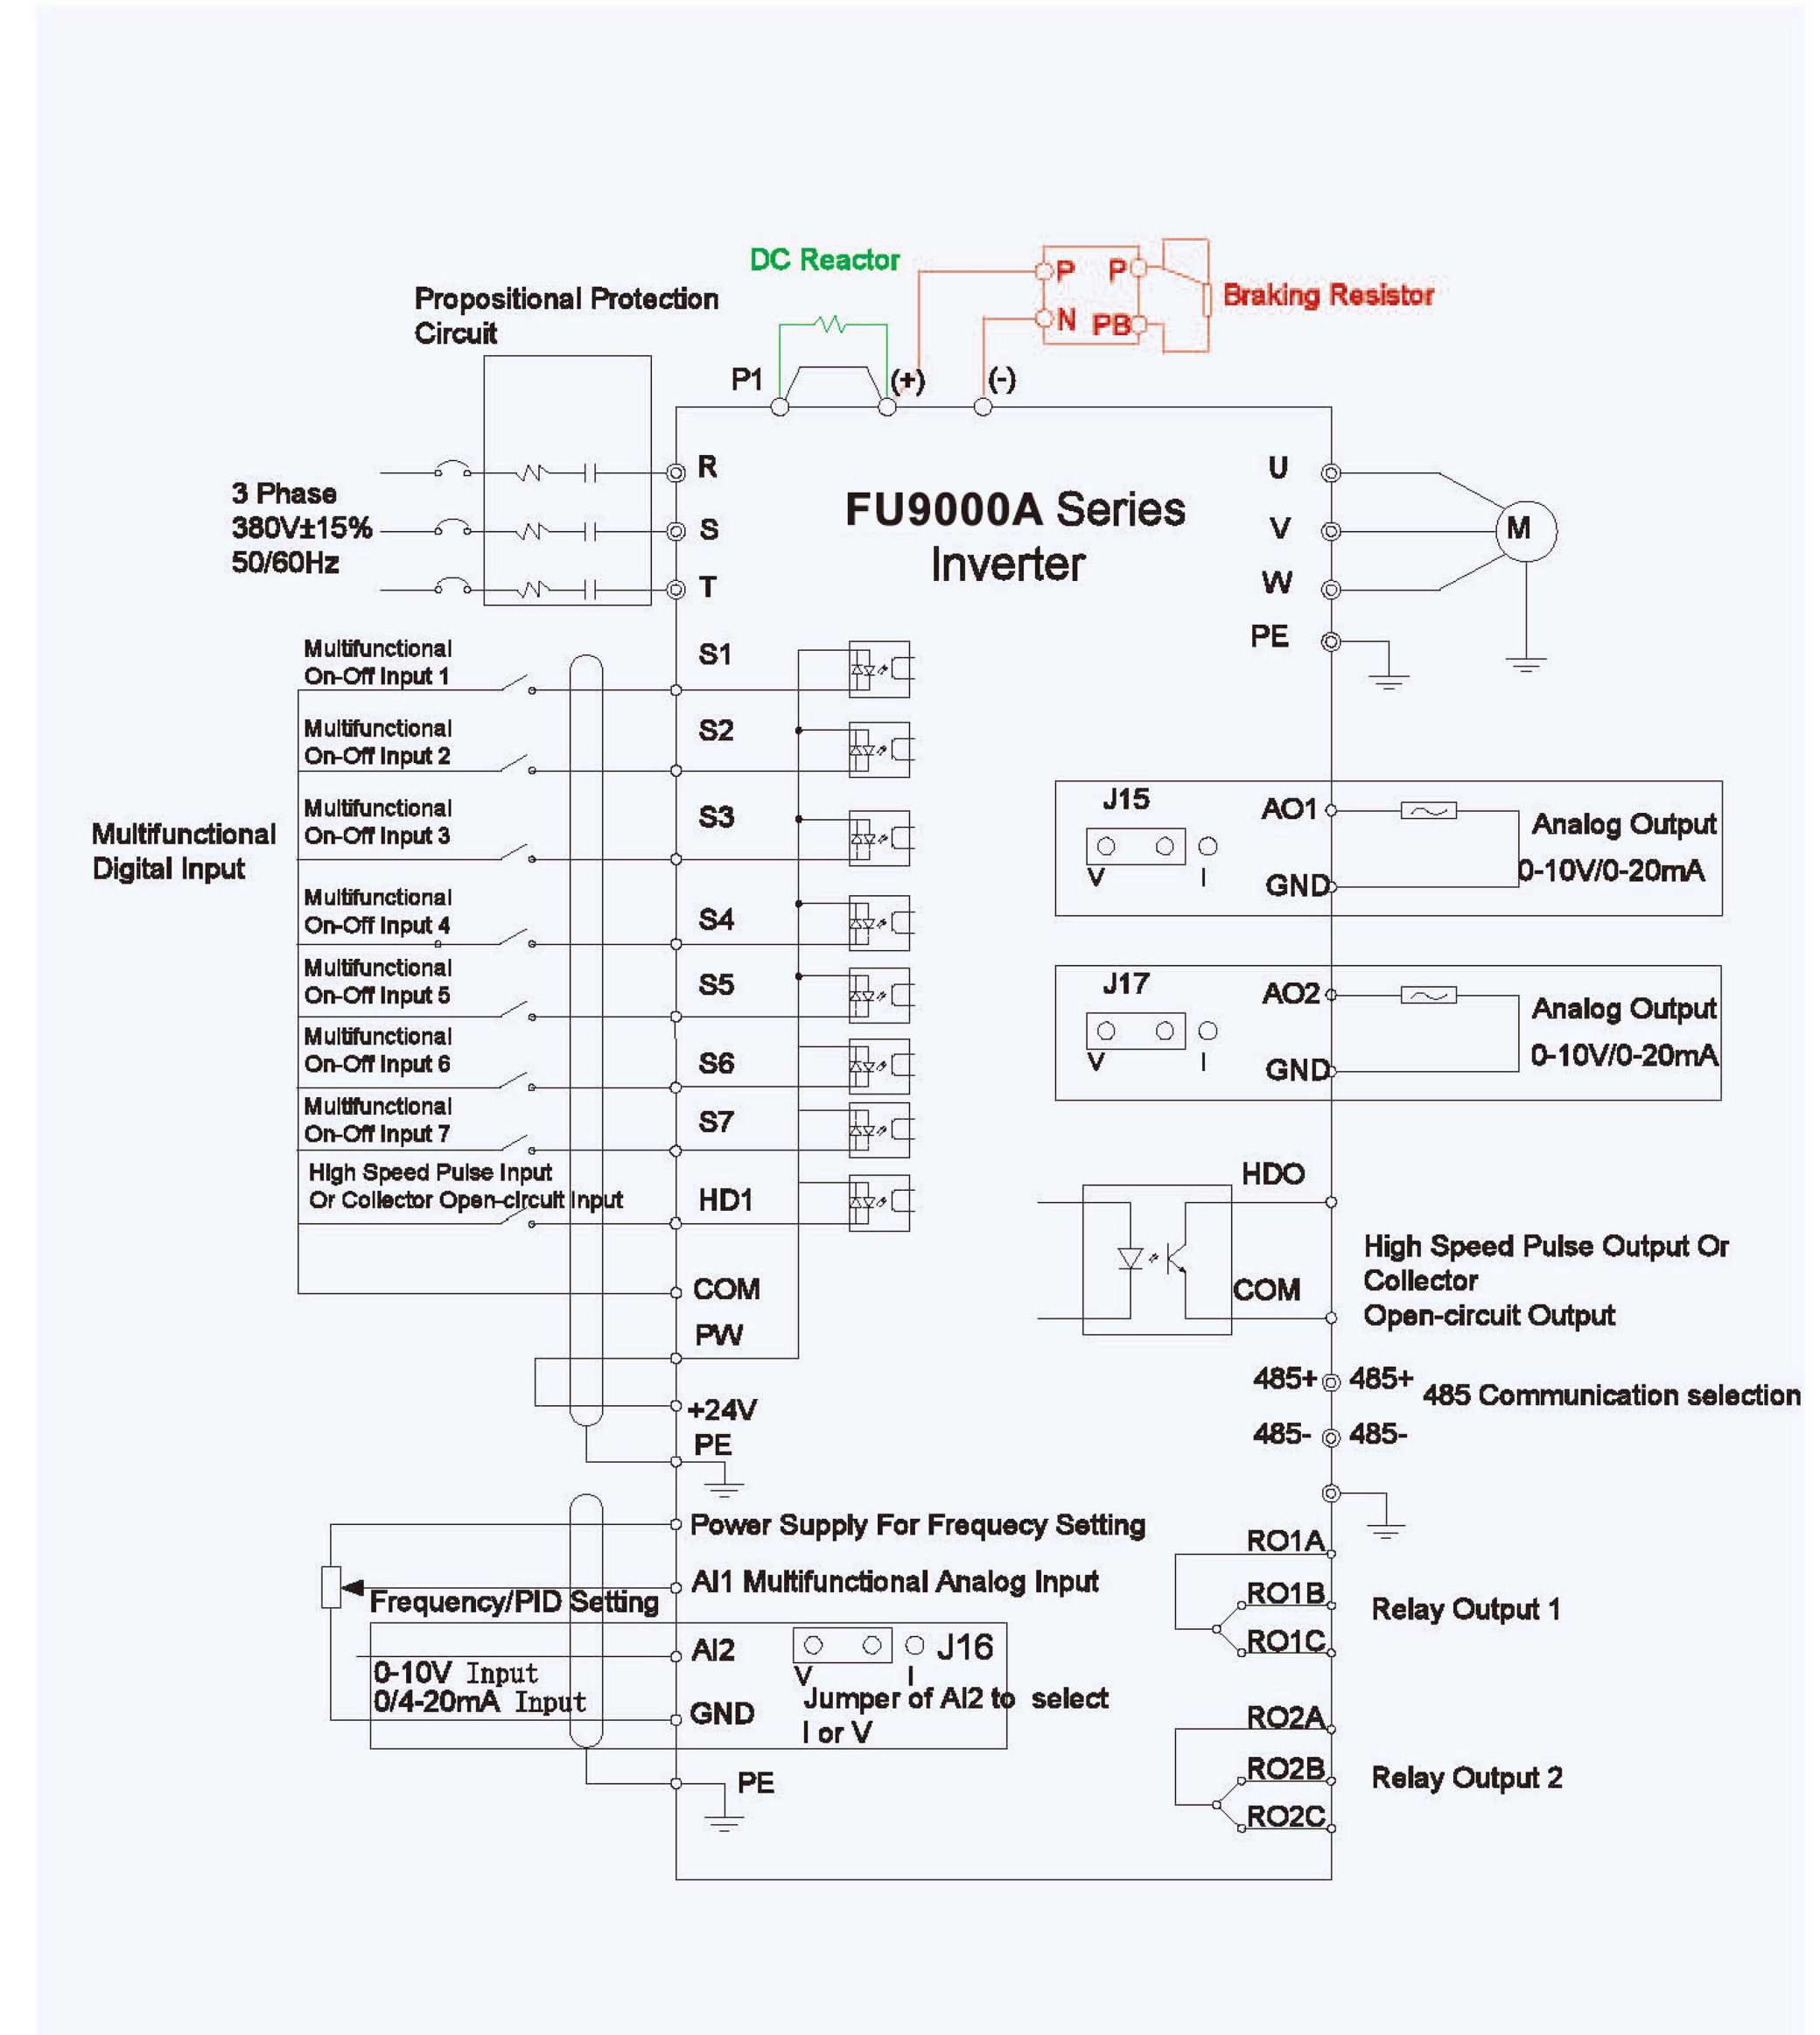 DC Reactor
P
P
Braking Resistor
N
PB
Propositional Protection
Circuit
P1
(+)
(-)
3 Phase
380V±15%
50/60Hz
R
S
T
FU9000A Series
Inverter
U
V
W
PE
M
Multifunctional
Digital Input
Multifunctional
On-Off Input 1
S1
Multifunctional
On-Off Input 2
S2
Multifunctional
On-Off Input 3
S3
Multifunctional
On-Off Input 4
S4
Multifunctional
On-Off Input 5
S5
Multifunctional
On-Off Input 6
S6
Multifunctional
On-Off Input 7
S7
High Speed Pulse Input
Or Collector Open-circuit Input
HD1
COM
PW
+24V
PE
J15
V
I
AO1
GND
Analog Output
0-10V/0-20mA
J17
V
I
AO2
GND
Analog Output
0-10V/0-20mA
HDO
COM
High Speed Pulse Output Or
Collector
Open-circuit Output
485+
485+
485 Communication selection
485-
485-
Power Supply For Frequecy Setting
AI1 Multifunctional Analog Input
Frequency/PID Setting
AI2
J16
V
I
0-10V Input
0/4-20mA Input
Jumper of AI2 to select
I or V
GND
PE
RO1A
RO1B
RO1C
Relay Output 1
RO2A
RO2B
RO2C
Relay Output 2